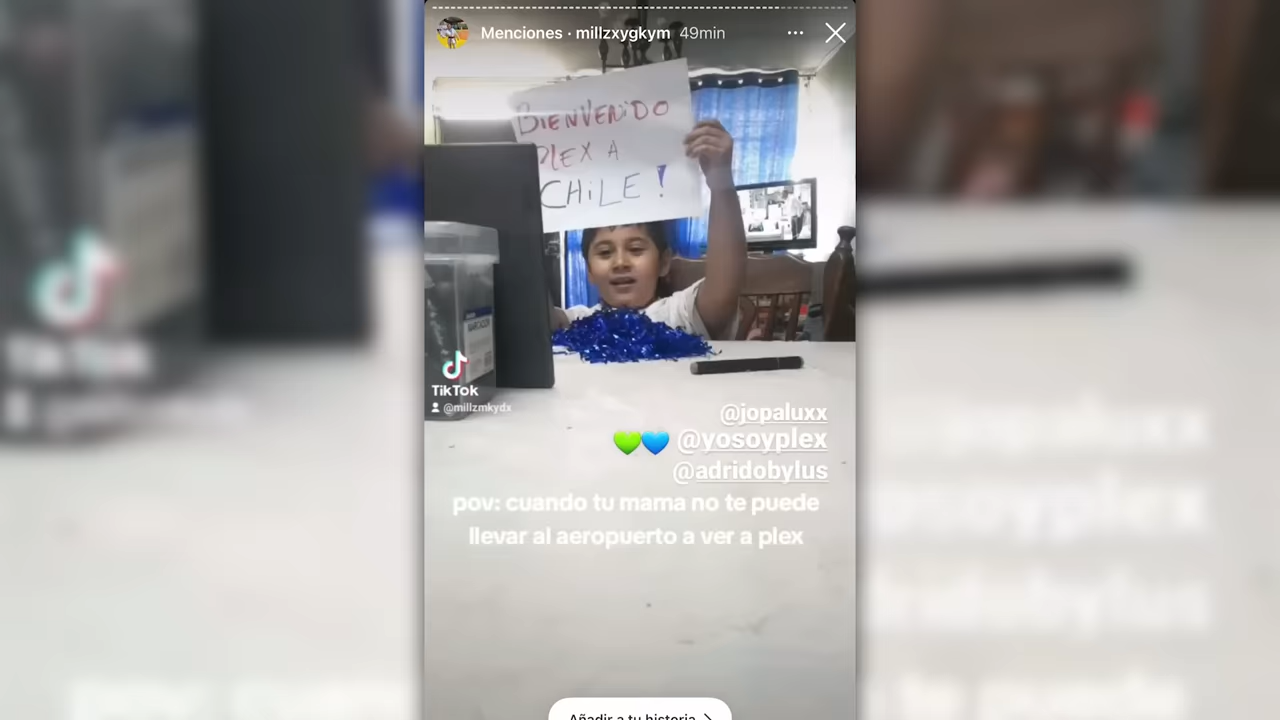 Menciones · millzxygkym 49min
BIENVENIDO
PLEX A
CHILE !
MARCADOR
TikTok
@millzmkydx
@jopaluxx
💚💙 @yosoyplex
@adridobylus
pov: cuando tu mama no te puede
llevar al aeropuerto a ver a plex
Añadir a tu historia >